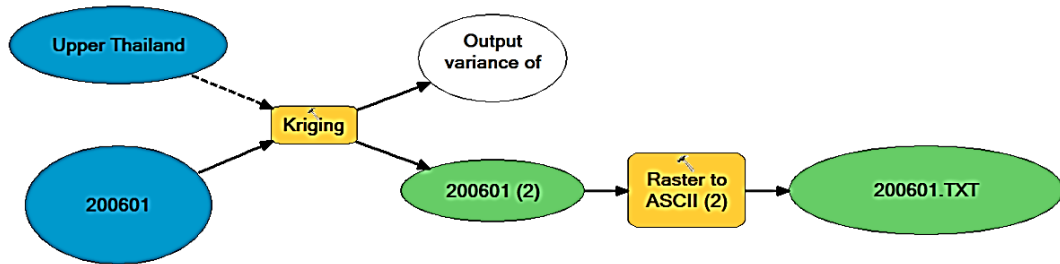 Upper Thailand
Output
variance of
Kriging
200601
200601 (2)
Raster to
ASCII (2)
200601.TXT